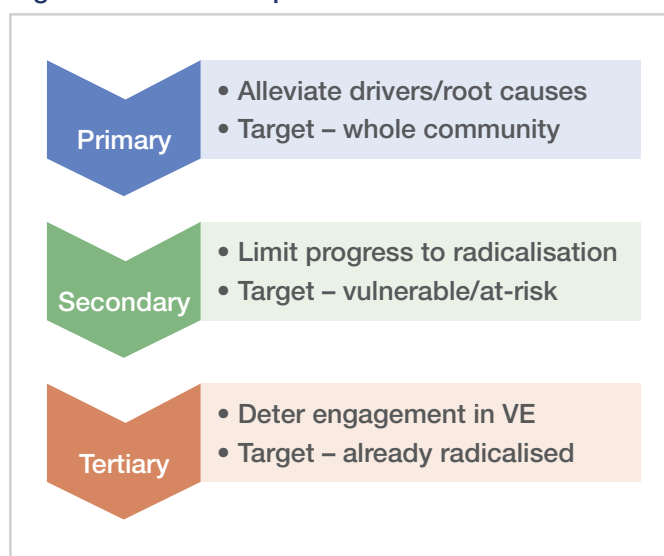 Primary
• Alleviate drivers/root causes
• Target – whole community
Secondary
• Limit progress to radicalisation
• Target – vulnerable/at-risk
Tertiary
• Deter engagement in VE
• Target – already radicalised